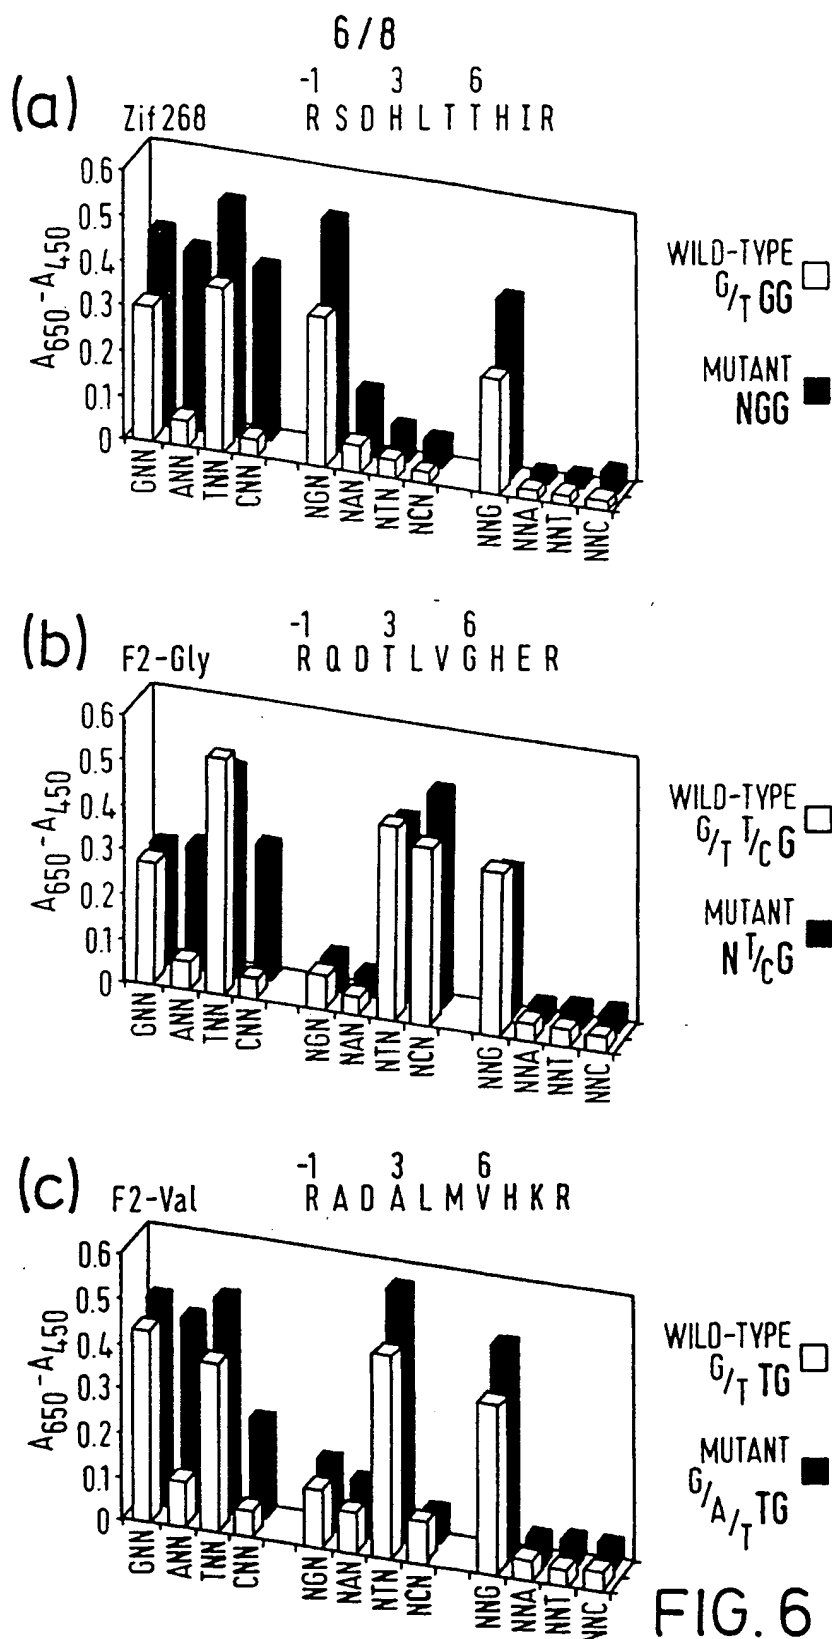 6/8
(a)
Zif268
-1 3 6
R S D H L T T H I R
0.6
0.5
0.4
0.3
0.2
0.1
0
A650-A450
GNN ANN TNN CNN NGN NAN NTN NCN NNG NNA NNT NNC
WILD-TYPE
G/T GG
MUTANT
NGG
(b)
F2-Gly
-1 3 6
R Q D T L V G H E R
0.6
0.5
0.4
0.3
0.2
0.1
0
A650-A450
GNN ANN TNN CNN NGN NAN NTN NCN NNG NNA NNT NNC
WILD-TYPE
G/T T/C G
MUTANT
N T/C G
(c)
F2-Val
-1 3 6
R A D A L M V H K R
0.6
0.5
0.4
0.3
0.2
0.1
0
A650-A450
GNN ANN TNN CNN NGN NAN NTN NCN NNG NNA NNT NNC
WILD-TYPE
G/T TG
MUTANT
G/A/T TG
FIG. 6